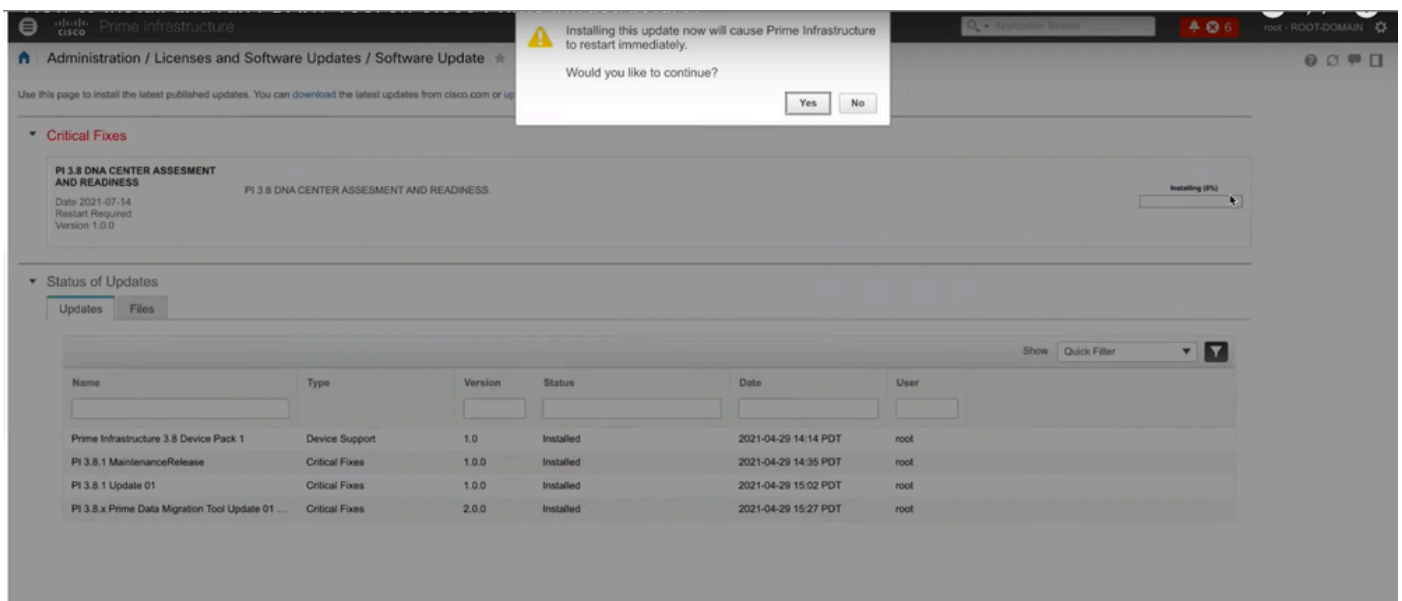 Prime Infrastructure
CISCO
Application Search
6
root - ROOT-DOMAIN
Installing this update now will cause Prime Infrastructure
to restart immediately.
Would you like to continue?
Yes
No
Administration / Licenses and Software Updates / Software Update
Use this page to install the latest published updates. You can download the latest updates from cisco.com or up
Critical Fixes
PI 3.8 DNA CENTER ASSESMENT
AND READINESS
Date 2021-07-14
Restart Required
Version 1.0.0
PI 3.8 DNA CENTER ASSESMENT AND READINESS.
Installing (0%)
Status of Updates
Updates Files
Show Quick Filter
Name Type Version Status Date User
Prime Infrastructure 3.8 Device Pack 1 Device Support 1.0 Installed 2021-04-29 14:14 PDT root
PI 3.8.1 MaintenanceRelease Critical Fixes 1.0.0 Installed 2021-04-29 14:35 PDT root
PI 3.8.1 Update 01 Critical Fixes 1.0.0 Installed 2021-04-29 15:02 PDT root
PI 3.8.x Prime Data Migration Tool Update 01 ... Critical Fixes 2.0.0 Installed 2021-04-29 15:27 PDT root